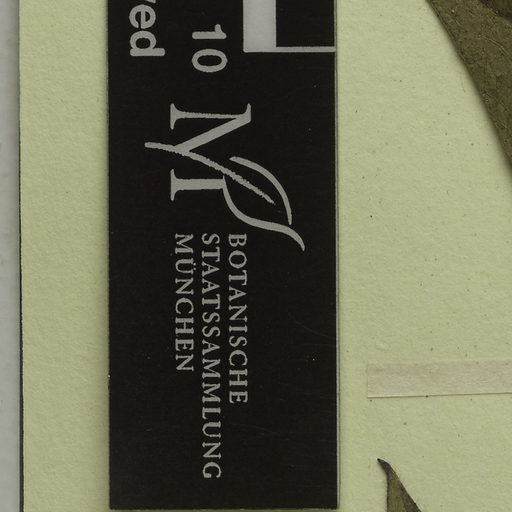 10
M
BOTANISCHE
STAATSSAMMLUNG
MÜNCHEN